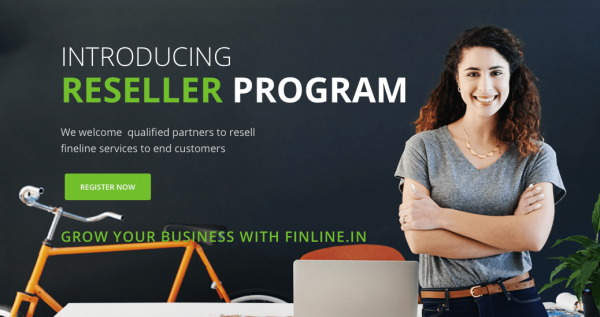 INTRODUCING
RESELLER PROGRAM
We welcome qualified partners to resell
fineline services to end customers
REGISTER NOW
GROW YOUR BUSINESS WITH FINLINE.IN